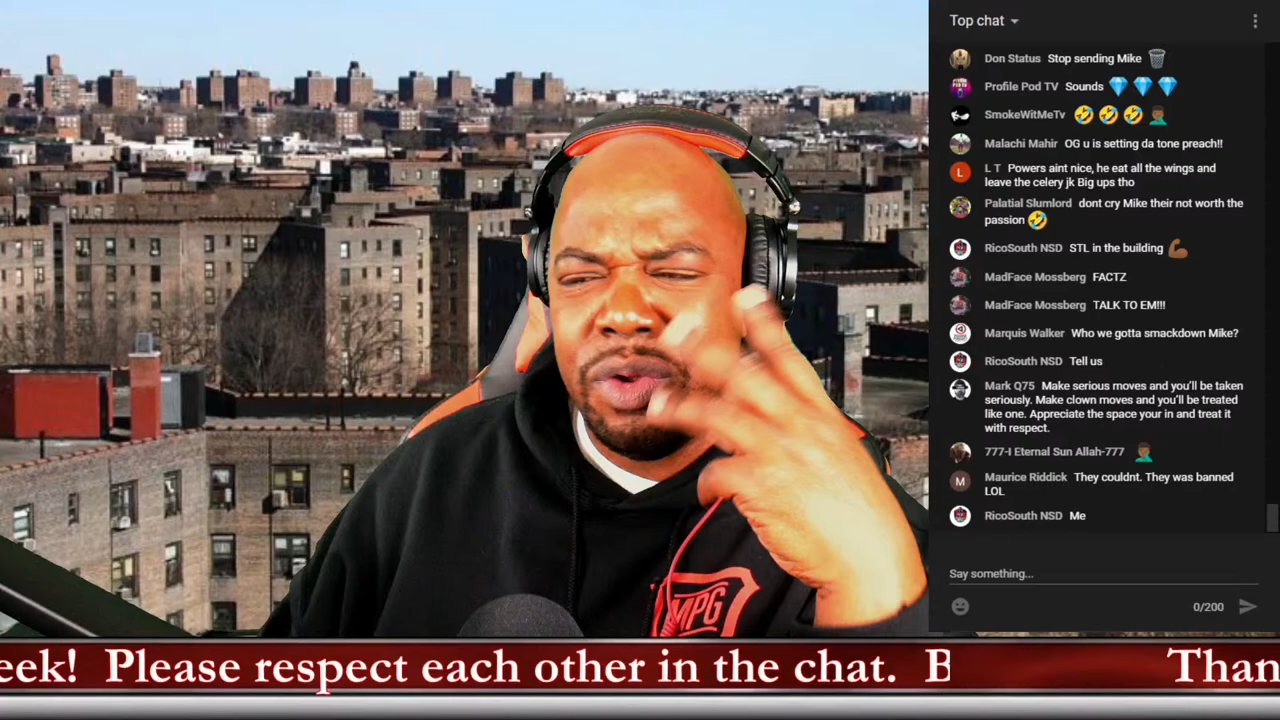 Top chat
Don Status Stop sending Mike 🗑️
Profile Pod TV Sounds 💎💎💎
SmokeWitMeTv 🤣🤣🤣🤦🏾‍♂️
Malachi Mahir OG u is setting da tone preach!!
L
L T Powers aint nice, he eat all the wings and
leave the celery jk Big ups tho
Palatial Slumlord dont cry Mike their not worth the
passion 🤣
RicoSouth NSD STL in the building 💪🏾
MadFace Mossberg FACTZ
MadFace Mossberg TALK TO EM!!!
Marquis Walker Who we gotta smackdown Mike?
RicoSouth NSD Tell us
Mark Q75 Make serious moves and you'll be taken
seriously. Make clown moves and you'll be treated
like one. Appreciate the space your in and treat it
with respect.
777-I Eternal Sun Allah-777 🤦🏾‍♂️
M
Maurice Riddick They couldnt. They was banned
LOL
RicoSouth NSD Me
Say something...
0/200
MPG
eek! Please respect each other in the chat. B
Than